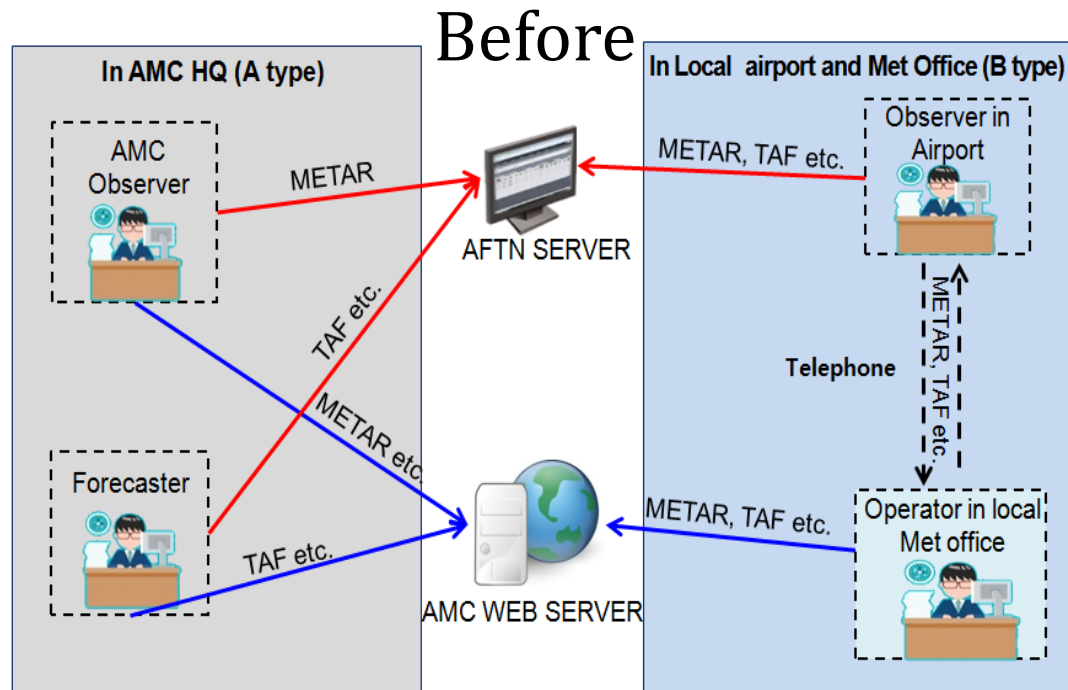 Before
In AMC HQ (A type)
AMC
Observer
METAR
TAF etc.
METAR etc.
Forecaster
TAF etc.
AFTN SERVER
AMC WEB SERVER
In Local airport and Met Office (B type)
Observer in
Airport
METAR, TAF etc.
Telephone
METAR, TAF etc.
METAR, TAF etc.
Operator in local
Met office